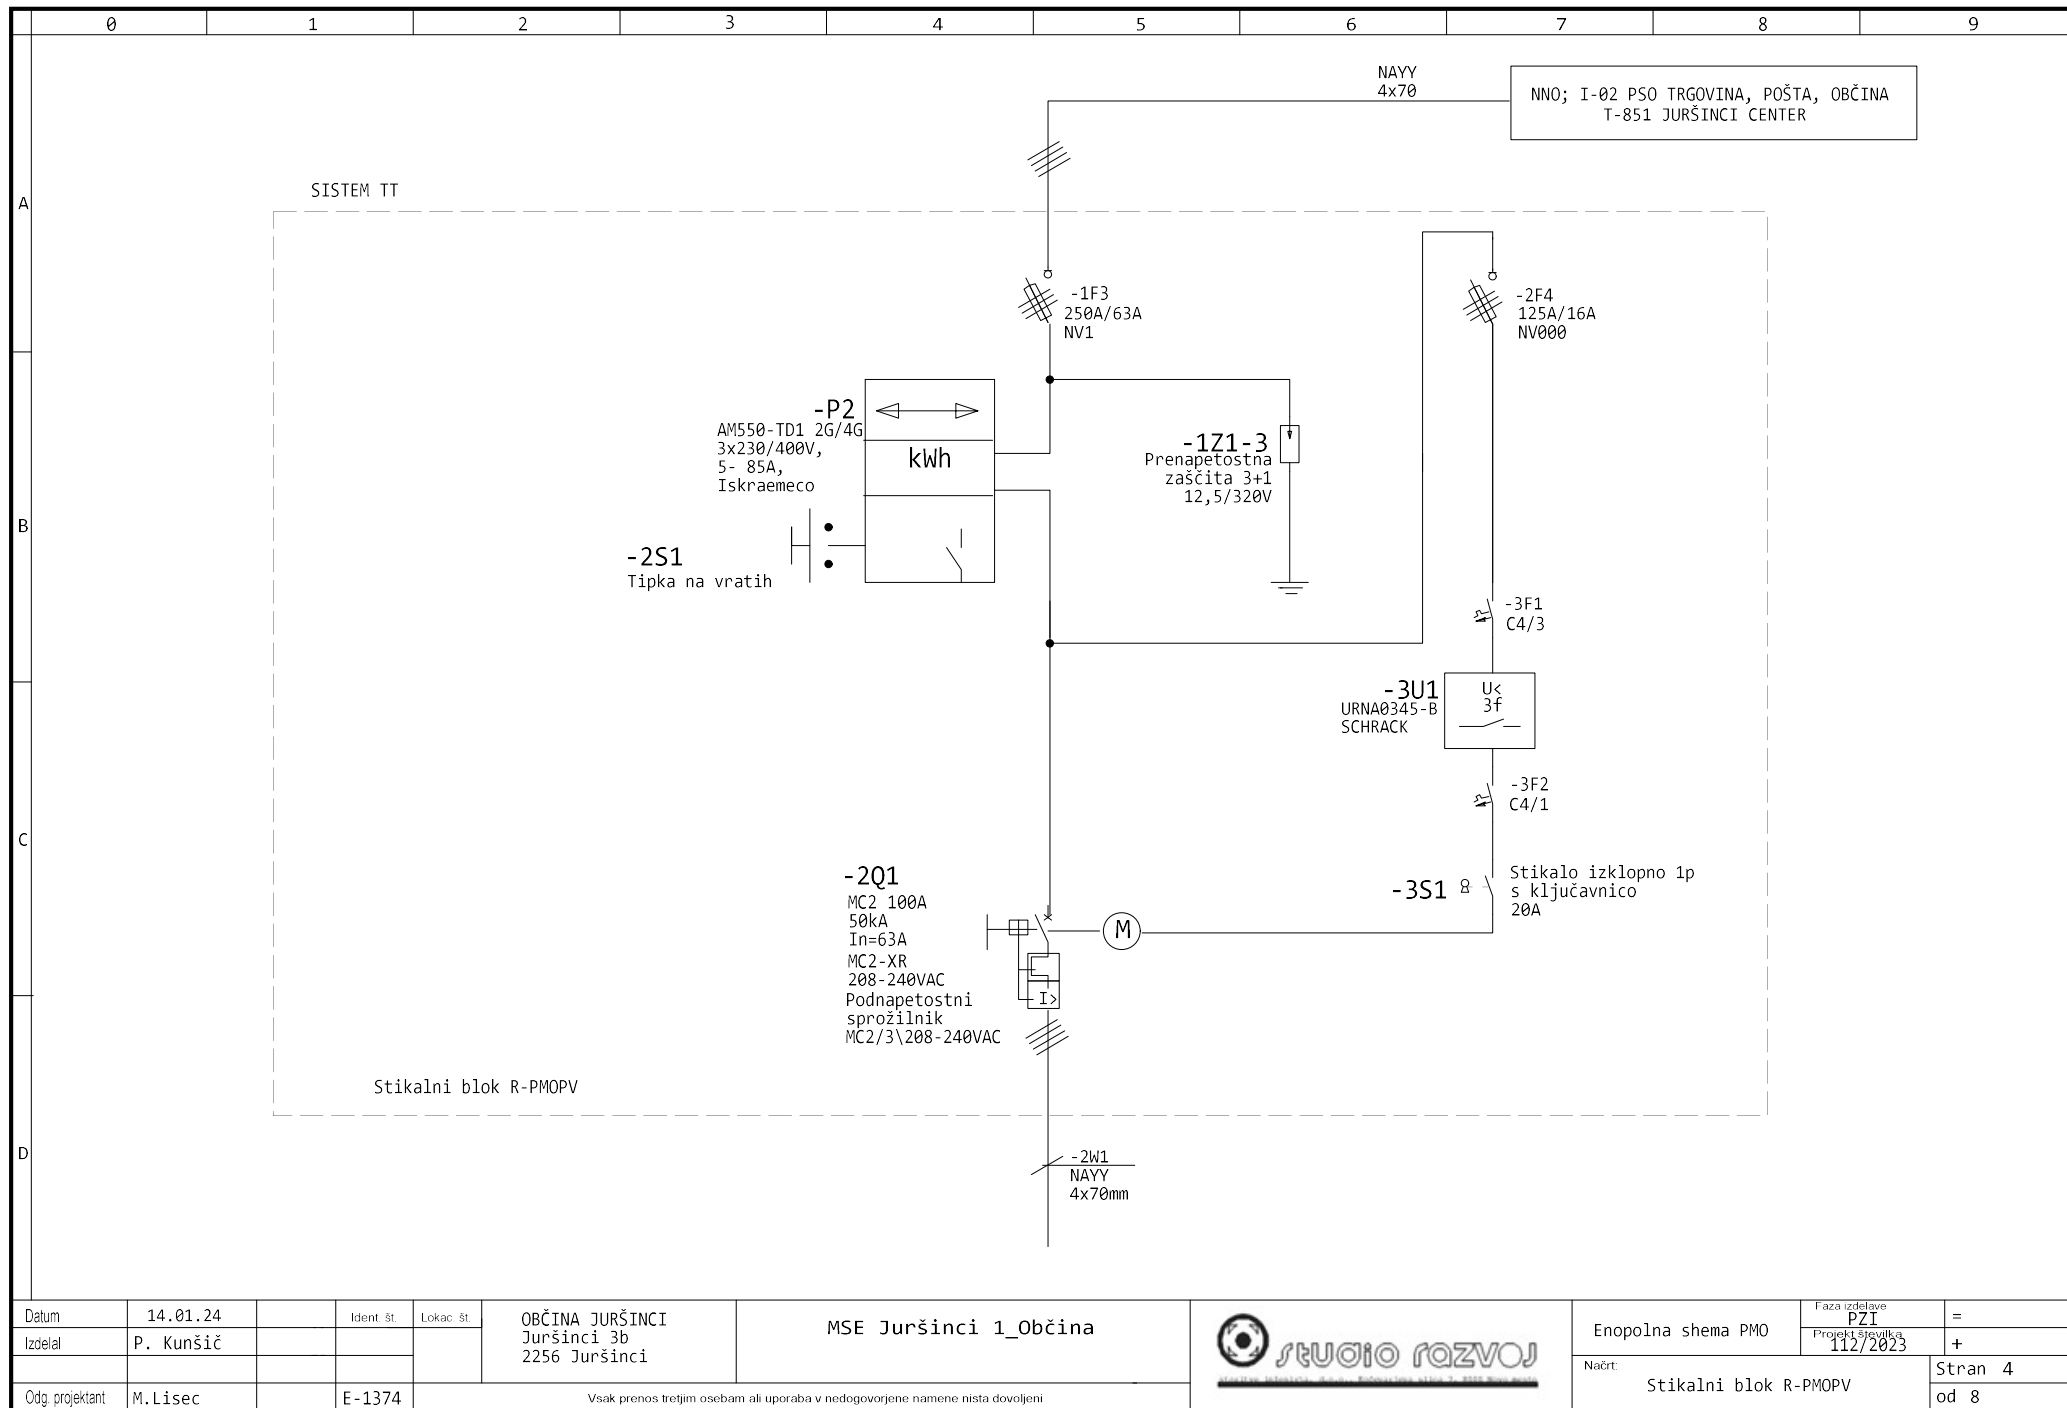 0 1 2 3 4 5 6 7 8 9
A
B
C
D
NAYY
4x70
NNO; I-02 PSO TRGOVINA, POŠTA, OBČINA
T-851 JURŠINCI CENTER
SISTEM TT
-1F3
250A/63A
NV1
-2F4
125A/16A
NV000
-P2
AM550-TD1 2G/4G
3x230/400V,
5- 85A,
Iskraemeco
kWh
-1Z1-3
Prenapetostna
zaščita 3+1
12,5/320V
-2S1
Tipka na vratih
-3F1
C4/3
-3U1
URNA0345-B
SCHRACK
U<
3f
-3F2
C4/1
-3S1
Stikalo izklopno 1p
s ključavnico
20A
-2Q1
MC2 100A
50kA
In=63A
MC2-XR
208-240VAC
Podnapetostni
sprožilnik
MC2/3\208-240VAC
M
I>
Stikalni blok R-PMOPV
-2W1
NAYY
4x70mm
Datum 14.01.24 Ident. št. Lokac. št.
Izdelal P. Kunšič
Odg. projektant M.Lisec E-1374
OBČINA JURŠINCI
Juršinci 3b
2256 Juršinci
MSE Juršinci 1_Občina
Vsak prenos tretjim osebam ali uporaba v nedogovorjene namene nista dovoljeni
studio razvoj
Enopolna shema PMO
Faza izdelave
PZI
Projekt številka
112/2023
=
+
Načrt:
Stikalni blok R-PMOPV
Stran 4
od 8